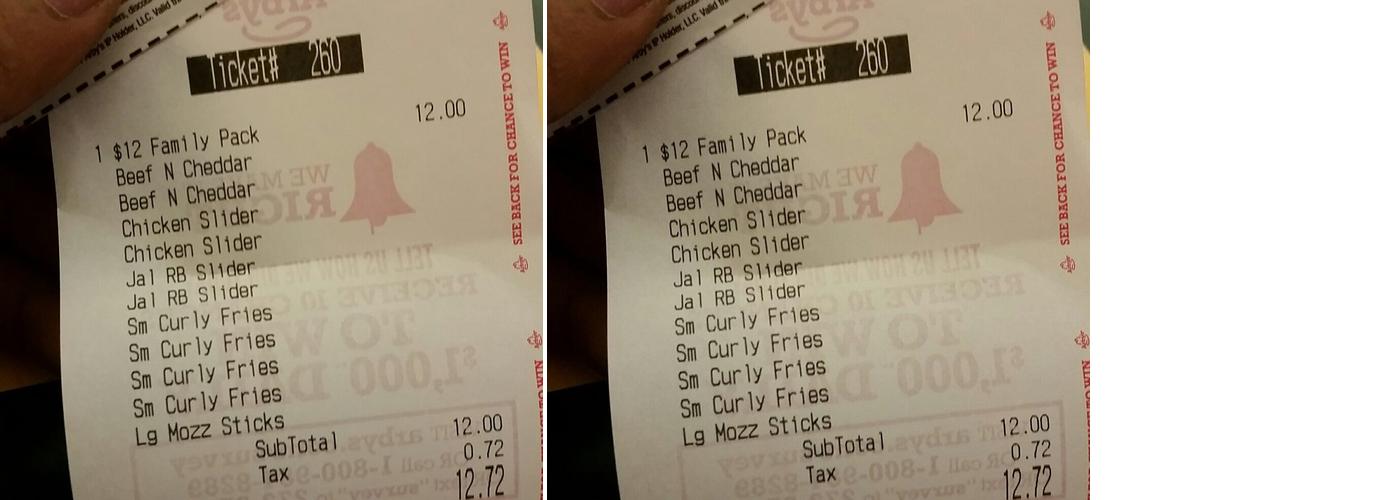 Ticket# 260
12.00
1 $12 Family Pack
Beef N Cheddar
Beef N Cheddar
Chicken Slider
Chicken Slider
Jal RB Slider
Jal RB Slider
Sm Curly Fries
Sm Curly Fries
Sm Curly Fries
Sm Curly Fries
Lg Mozz Sticks
SubTotal 12.00
Tax 0.72
12.72
SEE BACK FOR CHANCE TO WIN
Ticket# 260
12.00
1 $12 Family Pack
Beef N Cheddar
Beef N Cheddar
Chicken Slider
Chicken Slider
Jal RB Slider
Jal RB Slider
Sm Curly Fries
Sm Curly Fries
Sm Curly Fries
Sm Curly Fries
Lg Mozz Sticks
SubTotal 12.00
Tax 0.72
12.72
SEE BACK FOR CHANCE TO WIN